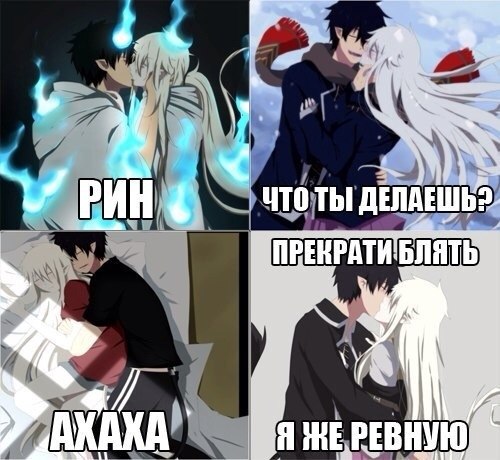 РИН
ЧТО ТЫ ДЕЛАЕШЬ?
АХАХА
ПРЕКРАТИ БЛЯТЬ
Я ЖЕ РЕВНУЮ